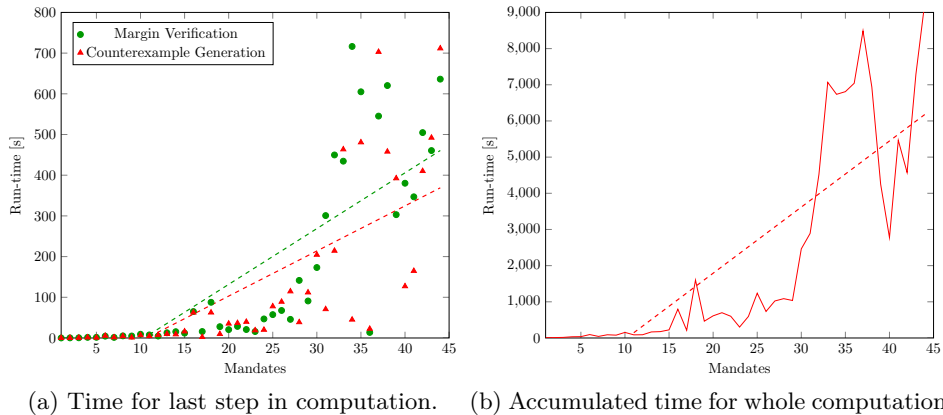 Margin Verification
Counterexample Generation
800
700
600
500
400
300
200
100
0
5 10 15 20 25 30 35 40 45
Mandates
Run-time [s]
9,000
8,000
7,000
6,000
5,000
4,000
3,000
2,000
1,000
0
5 10 15 20 25 30 35 40 45
Mandates
Run-time [s]
(a) Time for last step in computation.
(b) Accumulated time for whole computation